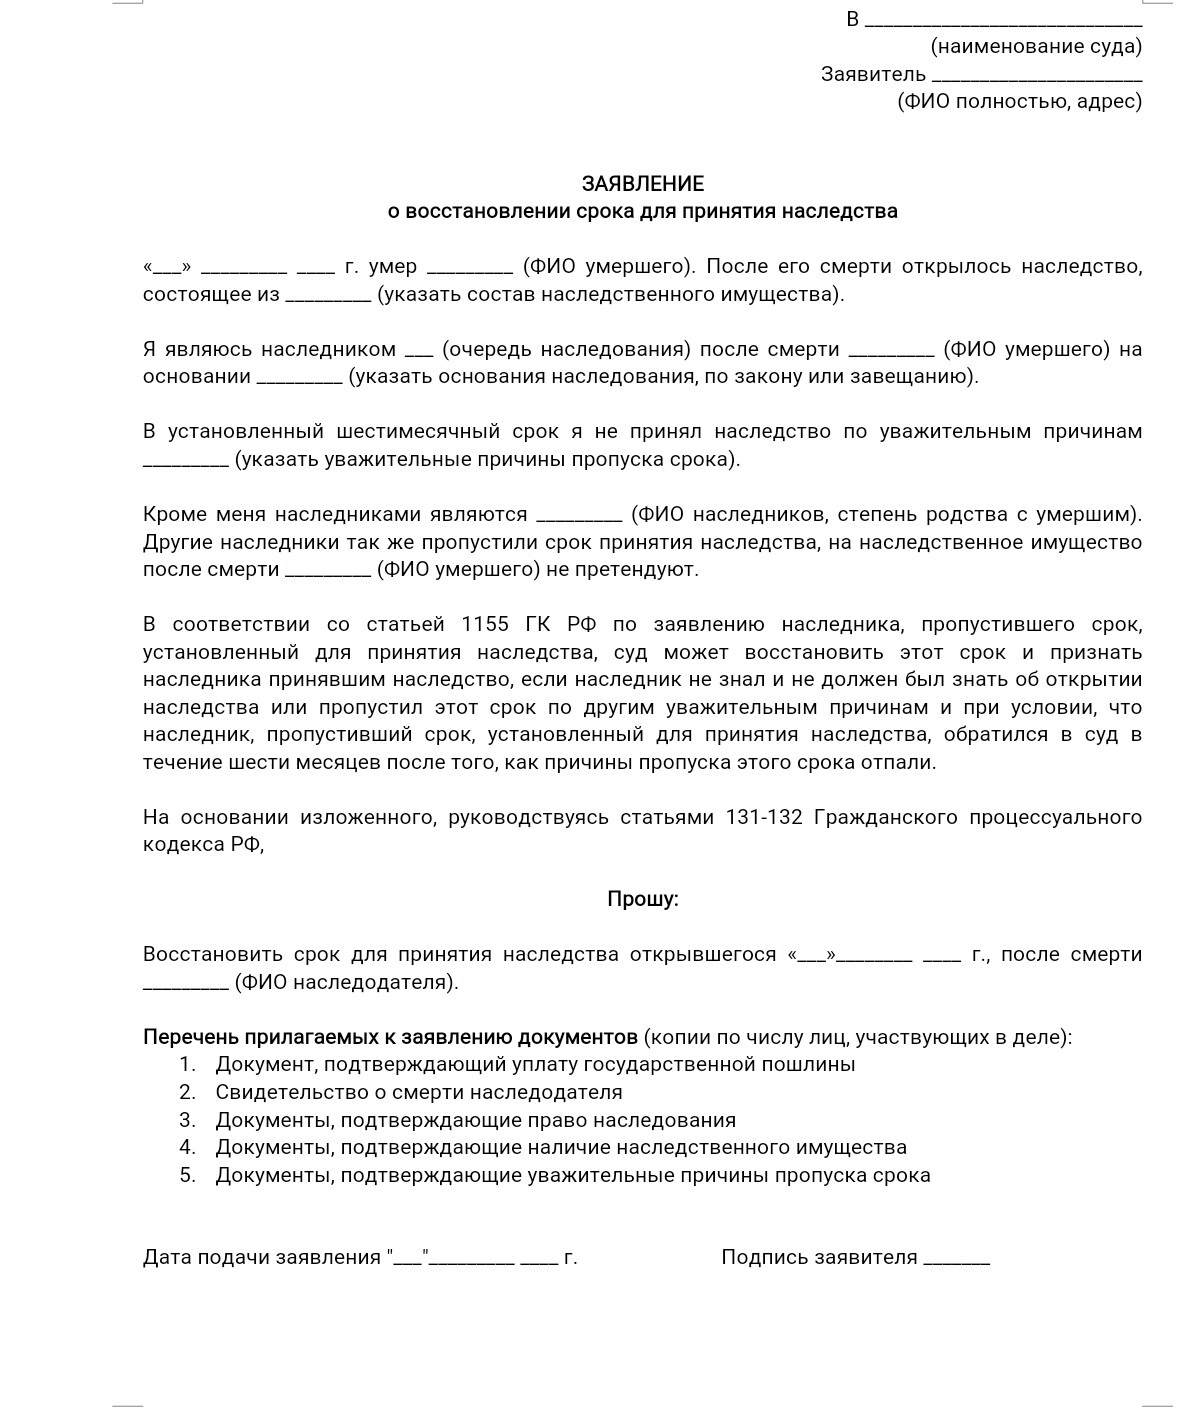 В _____________________________
(наименование суда)
Заявитель ______________________
(ФИО полностью, адрес)
ЗАЯВЛЕНИЕ
о восстановлении срока для принятия наследства
«___» _________ ____ г. умер _________ (ФИО умершего). После его смерти открылось наследство,
состоящее из _________ (указать состав наследственного имущества).
Я являюсь наследником ___ (очередь наследования) после смерти _________ (ФИО умершего) на
основании _________ (указать основания наследования, по закону или завещанию).
В установленный шестимесячный срок я не принял наследство по уважительным причинам
_________ (указать уважительные причины пропуска срока).
Кроме меня наследниками являются _________ (ФИО наследников, степень родства с умершим).
Другие наследники так же пропустили срок принятия наследства, на наследственное имущество
после смерти _________ (ФИО умершего) не претендуют.
В соответствии со статьей 1155 ГК РФ по заявлению наследника, пропустившего срок,
установленный для принятия наследства, суд может восстановить этот срок и признать
наследника принявшим наследство, если наследник не знал и не должен был знать об открытии
наследства или пропустил этот срок по другим уважительным причинам и при условии, что
наследник, пропустивший срок, установленный для принятия наследства, обратился в суд в
течение шести месяцев после того, как причины пропуска этого срока отпали.
На основании изложенного, руководствуясь статьями 131-132 Гражданского процессуального
кодекса РФ,
Прошу:
Восстановить срок для принятия наследства открывшегося «___»________ ____ г., после смерти
_________ (ФИО наследодателя).
Перечень прилагаемых к заявлению документов (копии по числу лиц, участвующих в деле):
1. Документ, подтверждающий уплату государственной пошлины
2. Свидетельство о смерти наследодателя
3. Документы, подтверждающие право наследования
4. Документы, подтверждающие наличие наследственного имущества
5. Документы, подтверждающие уважительные причины пропуска срока
Дата подачи заявления "___"_________ ____ г. Подпись заявителя _______